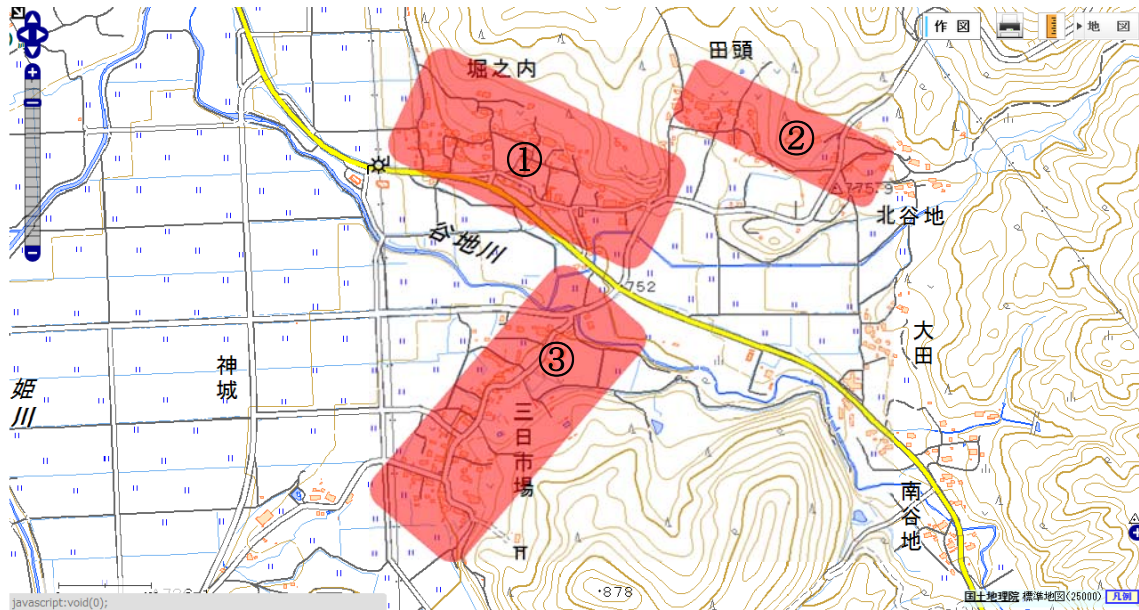 作 図
地 図
堀之内
田頭
①
②
775.9
北谷地
谷地川
752
大田
神城
③
姫川
三日市場
南谷地
・878
国土地理院 標準地図(25000)
凡例
javascript:void(0);